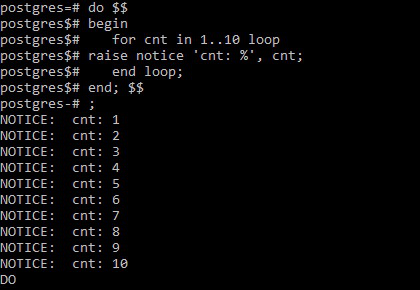 postgres=# do $$
postgres$# begin
postgres$#    for cnt in 1..10 loop
postgres$# raise notice 'cnt: %', cnt;
postgres$#    end loop;
postgres$# end; $$
postgres-# ;
NOTICE:  cnt: 1
NOTICE:  cnt: 2
NOTICE:  cnt: 3
NOTICE:  cnt: 4
NOTICE:  cnt: 5
NOTICE:  cnt: 6
NOTICE:  cnt: 7
NOTICE:  cnt: 8
NOTICE:  cnt: 9
NOTICE:  cnt: 10
DO